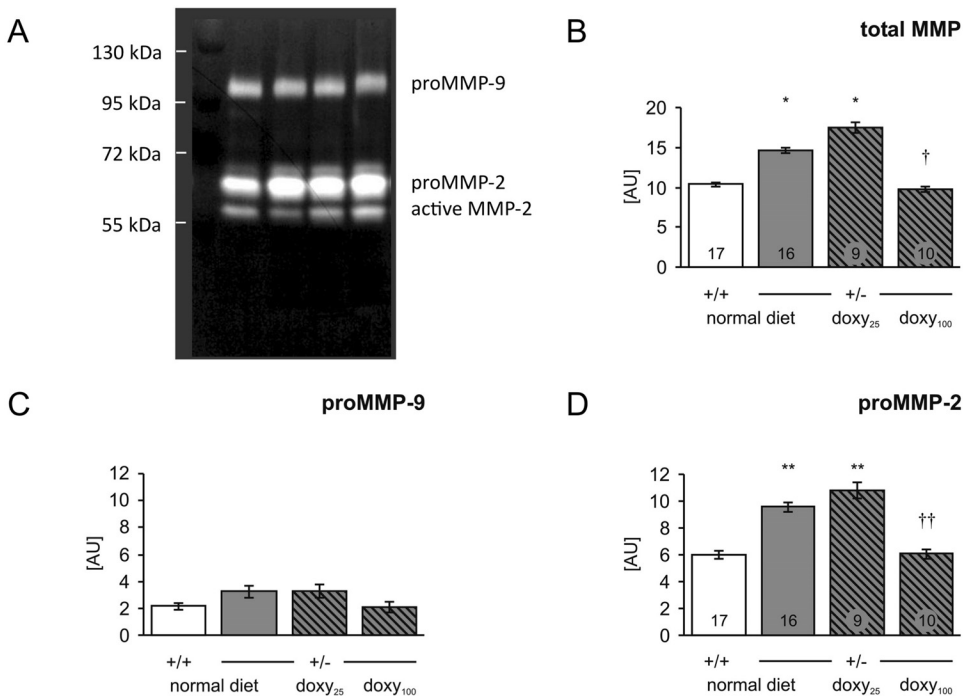 A
130 kDa
95 kDa
72 kDa
55 kDa
proMMP-9
proMMP-2
active MMP-2
B
total MMP
[AU]
20
15
10
5
0
*
*
†
17
16
9
10
+/+
+/-
normal diet
doxy25
doxy100
C
proMMP-9
[AU]
12
10
8
6
4
2
0
+/+
+/-
normal diet
doxy25
doxy100
D
proMMP-2
[AU]
12
10
8
6
4
2
0
**
**
††
17
16
9
10
+/+
+/-
normal diet
doxy25
doxy100